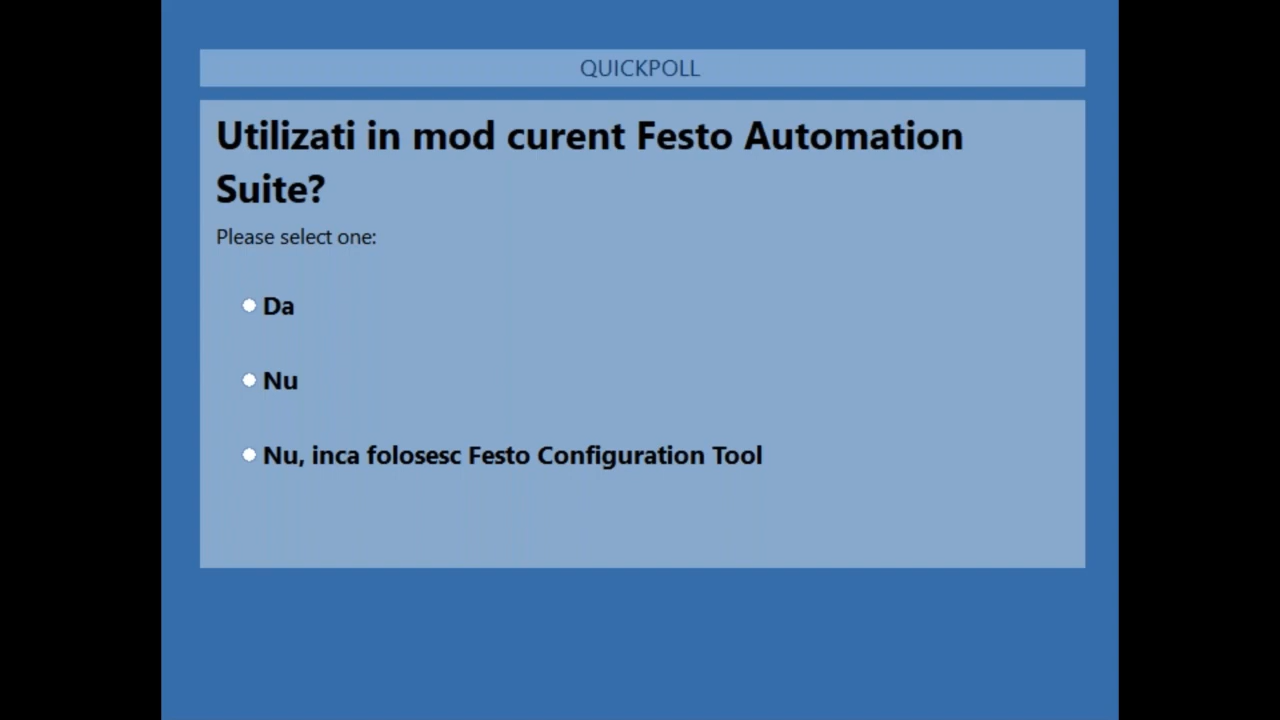 QUICKPOLL
Utilizati in mod curent Festo Automation
Suite?
Please select one:
Da
Nu
Nu, inca folosesc Festo Configuration Tool